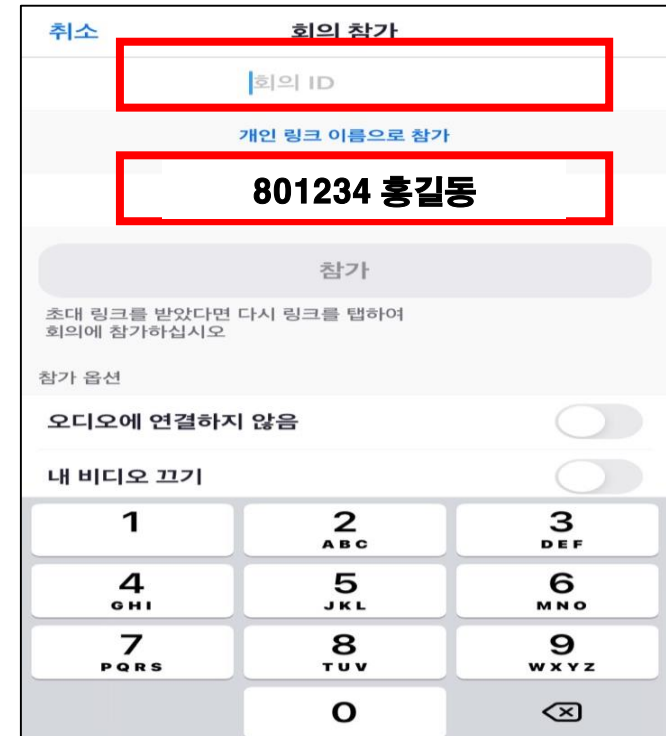 취소 회의 참가
회의 ID
개인 링크 이름으로 참가
801234 홍길동
참가
초대 링크를 받았다면 다시 링크를 탭하여
회의에 참가하십시오
참가 옵션
오디오에 연결하지 않음
내 비디오 끄기
1 2 3
ABC DEF
4 5 6
GHI JKL MNO
7 8 9
PQRS TUV WXYZ
0